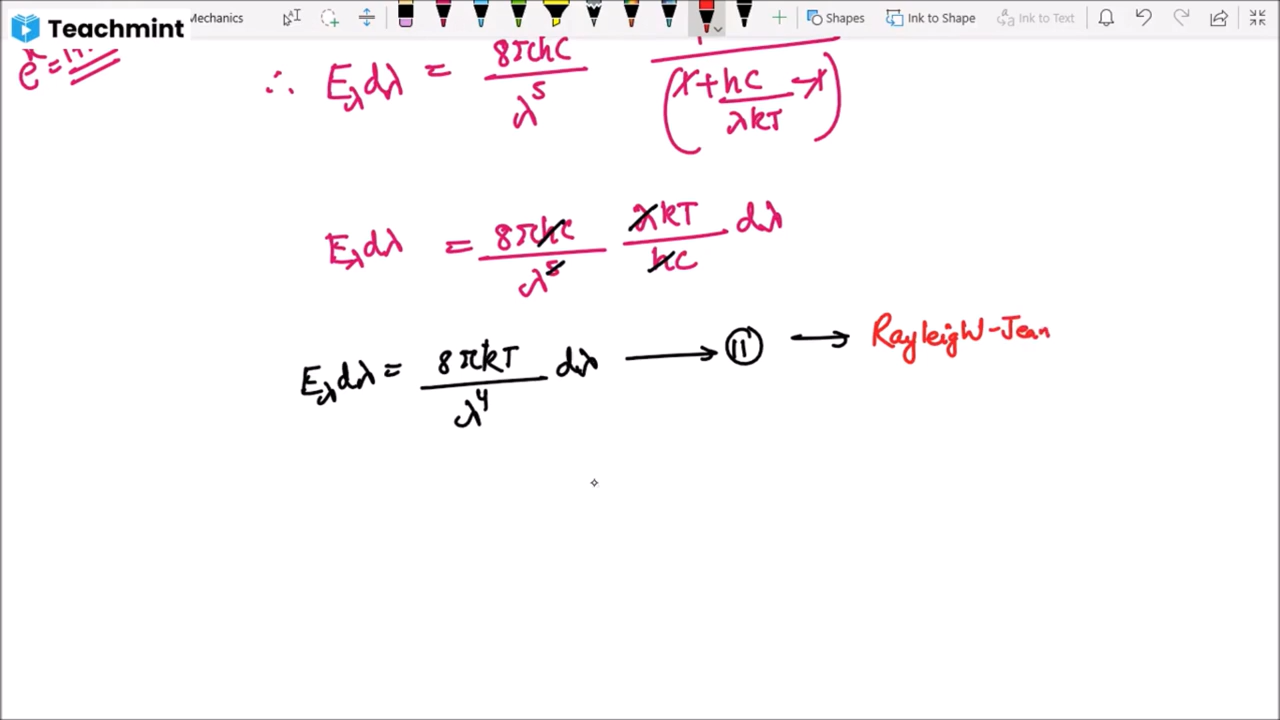 Teachmint
Mechanics
Shapes
Ink to Shape
Ink to Text
∴ E_λ dλ = 8πhc / λ^5 1 / (1 + hc / λkT - 1)
E_λ dλ = 8πhc / λ^5 λkT / hc dλ
E_λ dλ = 8πkT / λ^4 dλ ⟶ 11 ⟶ Rayleigh-Jean